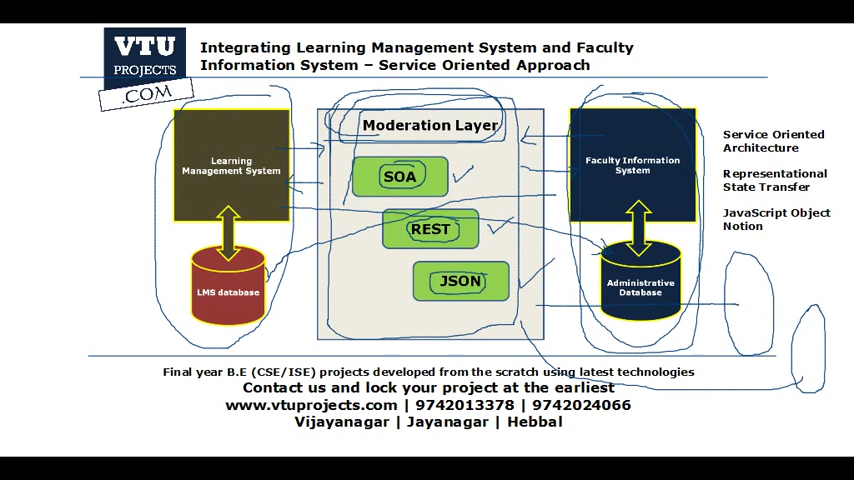 VTU
PROJECTS
.COM
Integrating Learning Management System and Faculty
Information System – Service Oriented Approach
Learning
Management System
LMS database
Moderation Layer
SOA
REST
JSON
Faculty Information
System
Administrative
Database
Service Oriented
Architecture
Representational
State Transfer
JavaScript Object
Notion
Final year B.E (CSE/ISE) projects developed from the scratch using latest technologies
Contact us and lock your project at the earliest
www.vtuprojects.com | 9742013378 | 9742024066
Vijayanagar | Jayanagar | Hebbal